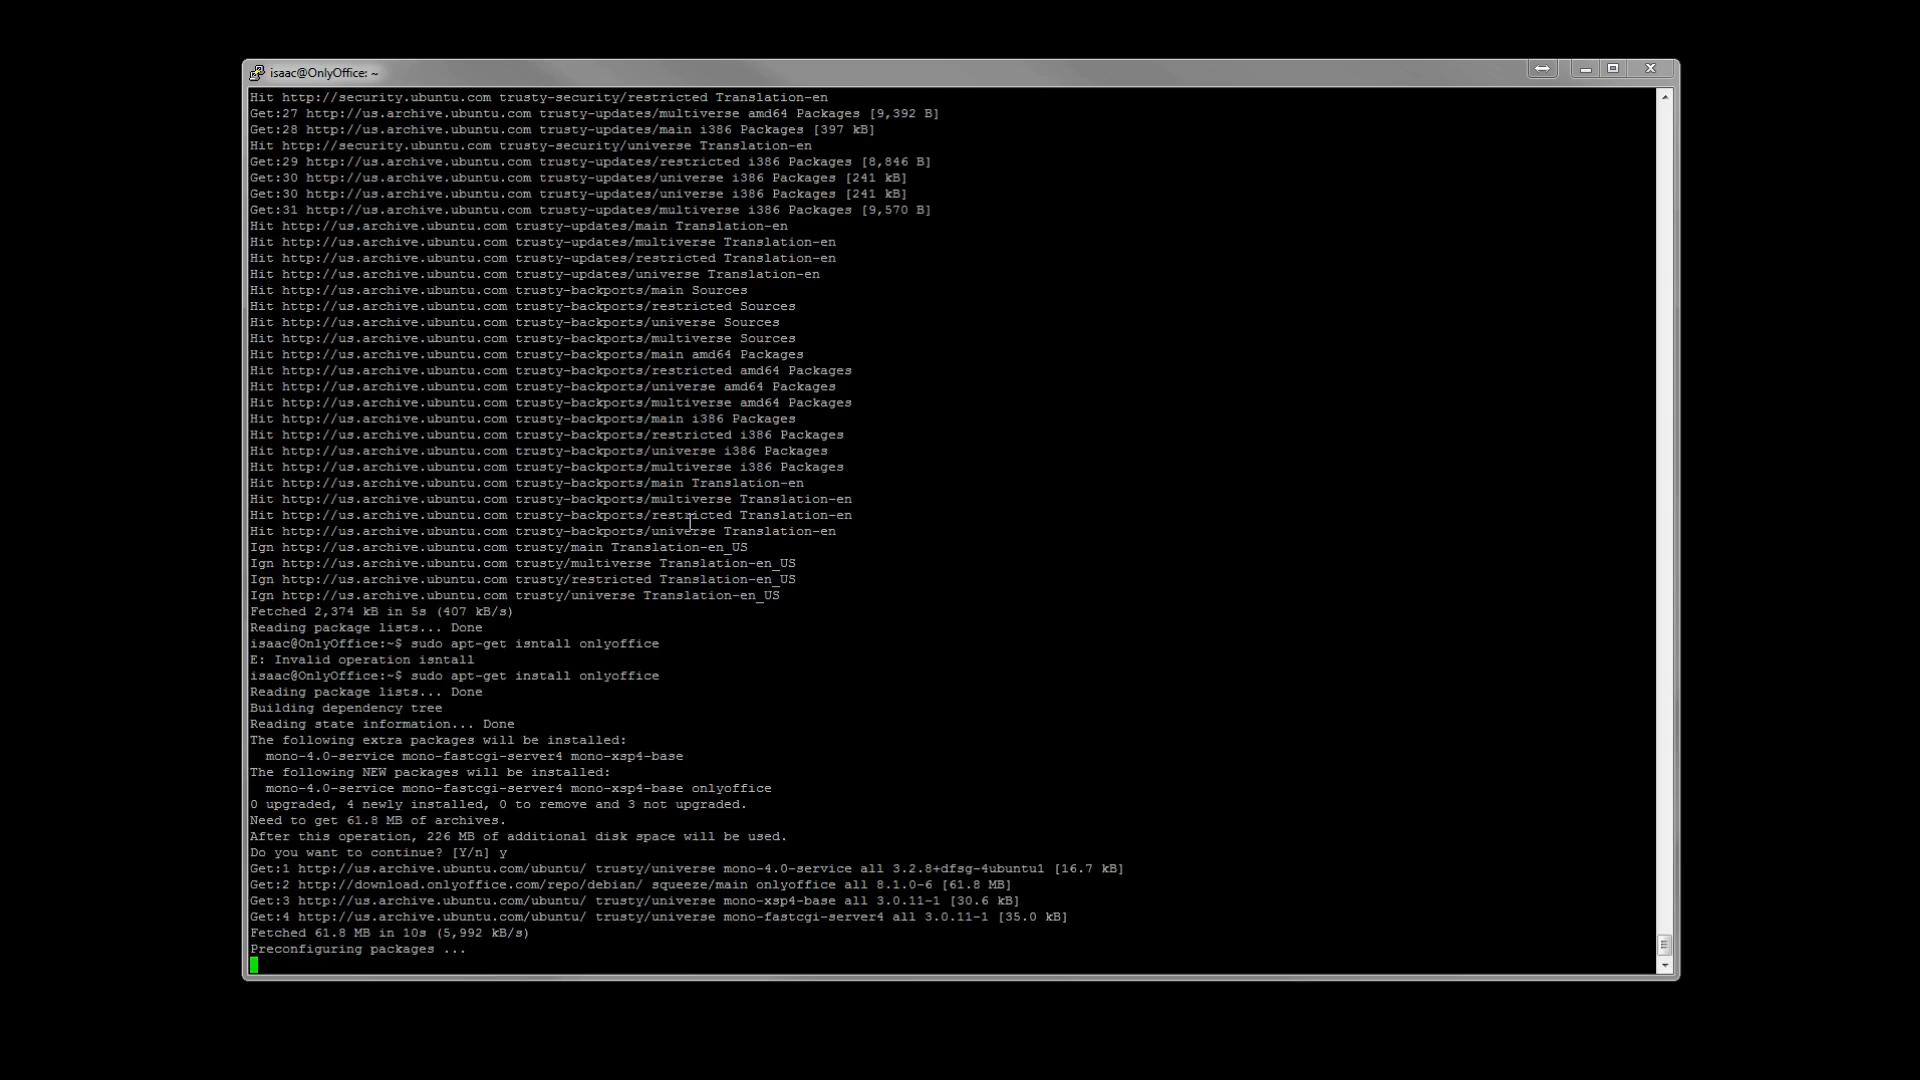 isaac@OnlyOffice: ~
Hit http://security.ubuntu.com trusty-security/restricted Translation-en
Get:27 http://us.archive.ubuntu.com trusty-updates/multiverse amd64 Packages [9,392 B]
Get:28 http://us.archive.ubuntu.com trusty-updates/main i386 Packages [397 kB]
Hit http://security.ubuntu.com trusty-security/universe Translation-en
Get:29 http://us.archive.ubuntu.com trusty-updates/restricted i386 Packages [8,846 B]
Get:30 http://us.archive.ubuntu.com trusty-updates/universe i386 Packages [241 kB]
Get:30 http://us.archive.ubuntu.com trusty-updates/universe i386 Packages [241 kB]
Get:31 http://us.archive.ubuntu.com trusty-updates/multiverse i386 Packages [9,570 B]
Hit http://us.archive.ubuntu.com trusty-updates/main Translation-en
Hit http://us.archive.ubuntu.com trusty-updates/multiverse Translation-en
Hit http://us.archive.ubuntu.com trusty-updates/restricted Translation-en
Hit http://us.archive.ubuntu.com trusty-updates/universe Translation-en
Hit http://us.archive.ubuntu.com trusty-backports/main Sources
Hit http://us.archive.ubuntu.com trusty-backports/restricted Sources
Hit http://us.archive.ubuntu.com trusty-backports/universe Sources
Hit http://us.archive.ubuntu.com trusty-backports/multiverse Sources
Hit http://us.archive.ubuntu.com trusty-backports/main amd64 Packages
Hit http://us.archive.ubuntu.com trusty-backports/restricted amd64 Packages
Hit http://us.archive.ubuntu.com trusty-backports/universe amd64 Packages
Hit http://us.archive.ubuntu.com trusty-backports/multiverse amd64 Packages
Hit http://us.archive.ubuntu.com trusty-backports/main i386 Packages
Hit http://us.archive.ubuntu.com trusty-backports/restricted i386 Packages
Hit http://us.archive.ubuntu.com trusty-backports/universe i386 Packages
Hit http://us.archive.ubuntu.com trusty-backports/multiverse i386 Packages
Hit http://us.archive.ubuntu.com trusty-backports/main Translation-en
Hit http://us.archive.ubuntu.com trusty-backports/multiverse Translation-en
Hit http://us.archive.ubuntu.com trusty-backports/restricted Translation-en
Hit http://us.archive.ubuntu.com trusty-backports/universe Translation-en
Ign http://us.archive.ubuntu.com trusty/main Translation-en_US
Ign http://us.archive.ubuntu.com trusty/multiverse Translation-en_US
Ign http://us.archive.ubuntu.com trusty/restricted Translation-en_US
Ign http://us.archive.ubuntu.com trusty/universe Translation-en_US
Fetched 2,374 kB in 5s (407 kB/s)
Reading package lists... Done
isaac@OnlyOffice:~$ sudo apt-get isntall onlyoffice
E: Invalid operation isntall
isaac@OnlyOffice:~$ sudo apt-get install onlyoffice
Reading package lists... Done
Building dependency tree
Reading state information... Done
The following extra packages will be installed:
  mono-4.0-service mono-fastcgi-server4 mono-xsp4-base
The following NEW packages will be installed:
  mono-4.0-service mono-fastcgi-server4 mono-xsp4-base onlyoffice
0 upgraded, 4 newly installed, 0 to remove and 3 not upgraded.
Need to get 61.8 MB of archives.
After this operation, 226 MB of additional disk space will be used.
Do you want to continue? [Y/n] y
Get:1 http://us.archive.ubuntu.com/ubuntu/ trusty/universe mono-4.0-service all 3.2.8+dfsg-4ubuntu1 [16.7 kB]
Get:2 http://download.onlyoffice.com/repo/debian/ squeeze/main onlyoffice all 8.1.0-6 [61.8 MB]
Get:3 http://us.archive.ubuntu.com/ubuntu/ trusty/universe mono-xsp4-base all 3.0.11-1 [30.6 kB]
Get:4 http://us.archive.ubuntu.com/ubuntu/ trusty/universe mono-fastcgi-server4 all 3.0.11-1 [35.0 kB]
Fetched 61.8 MB in 10s (5,992 kB/s)
Preconfiguring packages ...